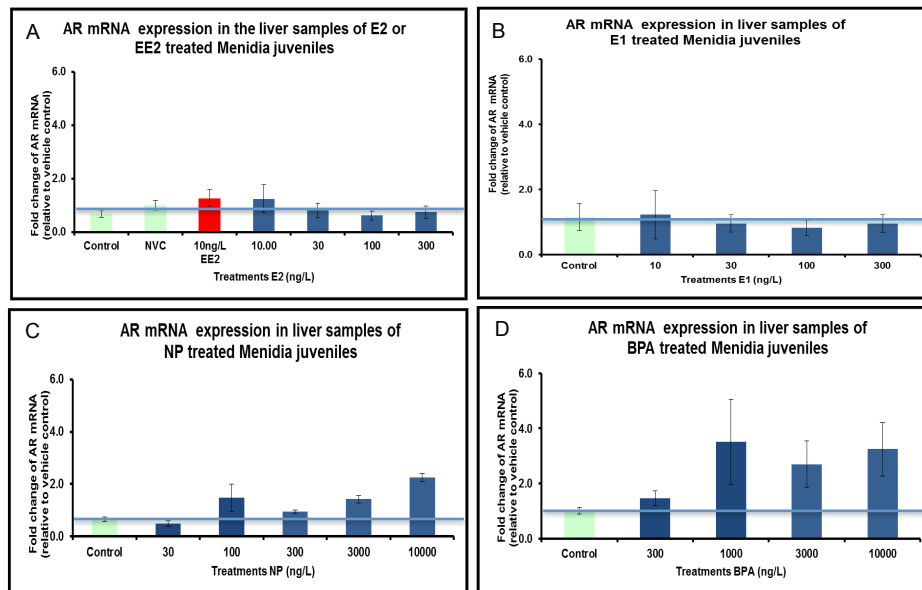 A
AR mRNA expression in the liver samples of E2 or
EE2 treated Menidia juveniles
Fold change of AR mRNA
(relative to vehicle control)
6.0
4.0
2.0
0.0
Control NVC 10ng/L 10.00 30 100 300
EE2
Treatments E2 (ng/L)
B
AR mRNA expression in liver samples of
E1 treated Menidia juveniles
Fold change of AR mRNA
(relative to vehicle control)
6.0
4.0
2.0
0.0
Control 10 30 100 300
Treatments E1 (ng/L)
C
AR mRNA expression in liver samples of
NP treated Menidia juveniles
Fold change of AR mRNA
(relative to vehicle control)
6.0
4.0
2.0
0.0
Control 30 100 300 3000 10000
Treatments NP (ng/L)
D
AR mRNA expression in liver samples of
BPA treated Menidia juveniles
Fold change of AR mRNA
(relative to vehicle control)
6.0
4.0
2.0
0.0
Control 300 1000 3000 10000
Treatments BPA (ng/L)